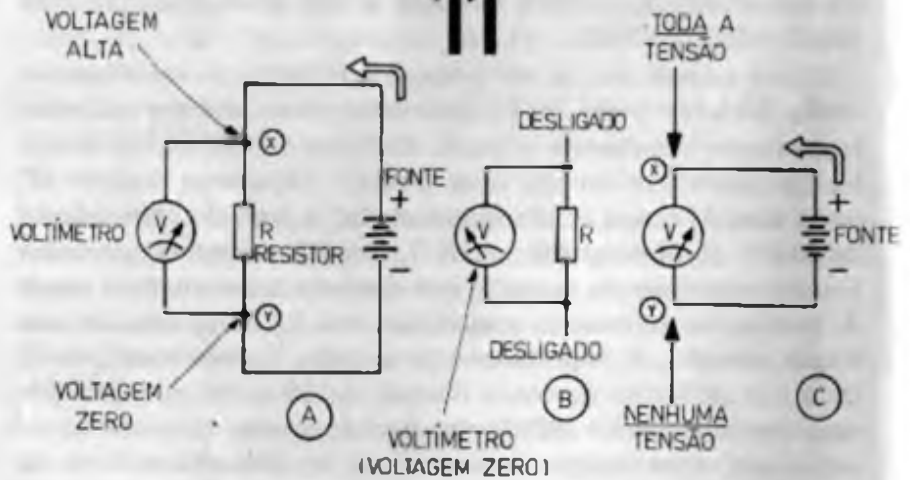 VOLTAGEM
ALTA
X
VOLTÍMETRO
V
R
RESISTOR
FONTE
+
-
Y
VOLTAGEM
ZERO
A
DESLIGADO
V
R
DESLIGADO
VOLTÍMETRO
(VOLTAGEM ZERO)
B
TODA A
TENSÃO
X
V
+
FONTE
-
Y
NENHUMA
TENSÃO
C